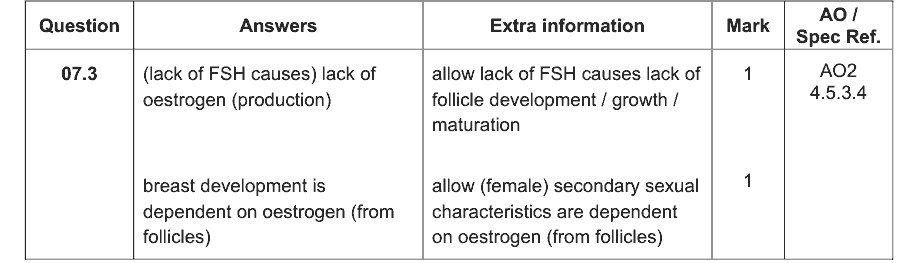 Question Answers Extra information Mark AO /
Spec Ref.
07.3 (lack of FSH causes) lack of allow lack of FSH causes lack of 1 AO2
oestrogen (production) follicle development / growth / 4.5.3.4
maturation
breast development is allow (female) secondary sexual 1
dependent on oestrogen (from characteristics are dependent
follicles) on oestrogen (from follicles)